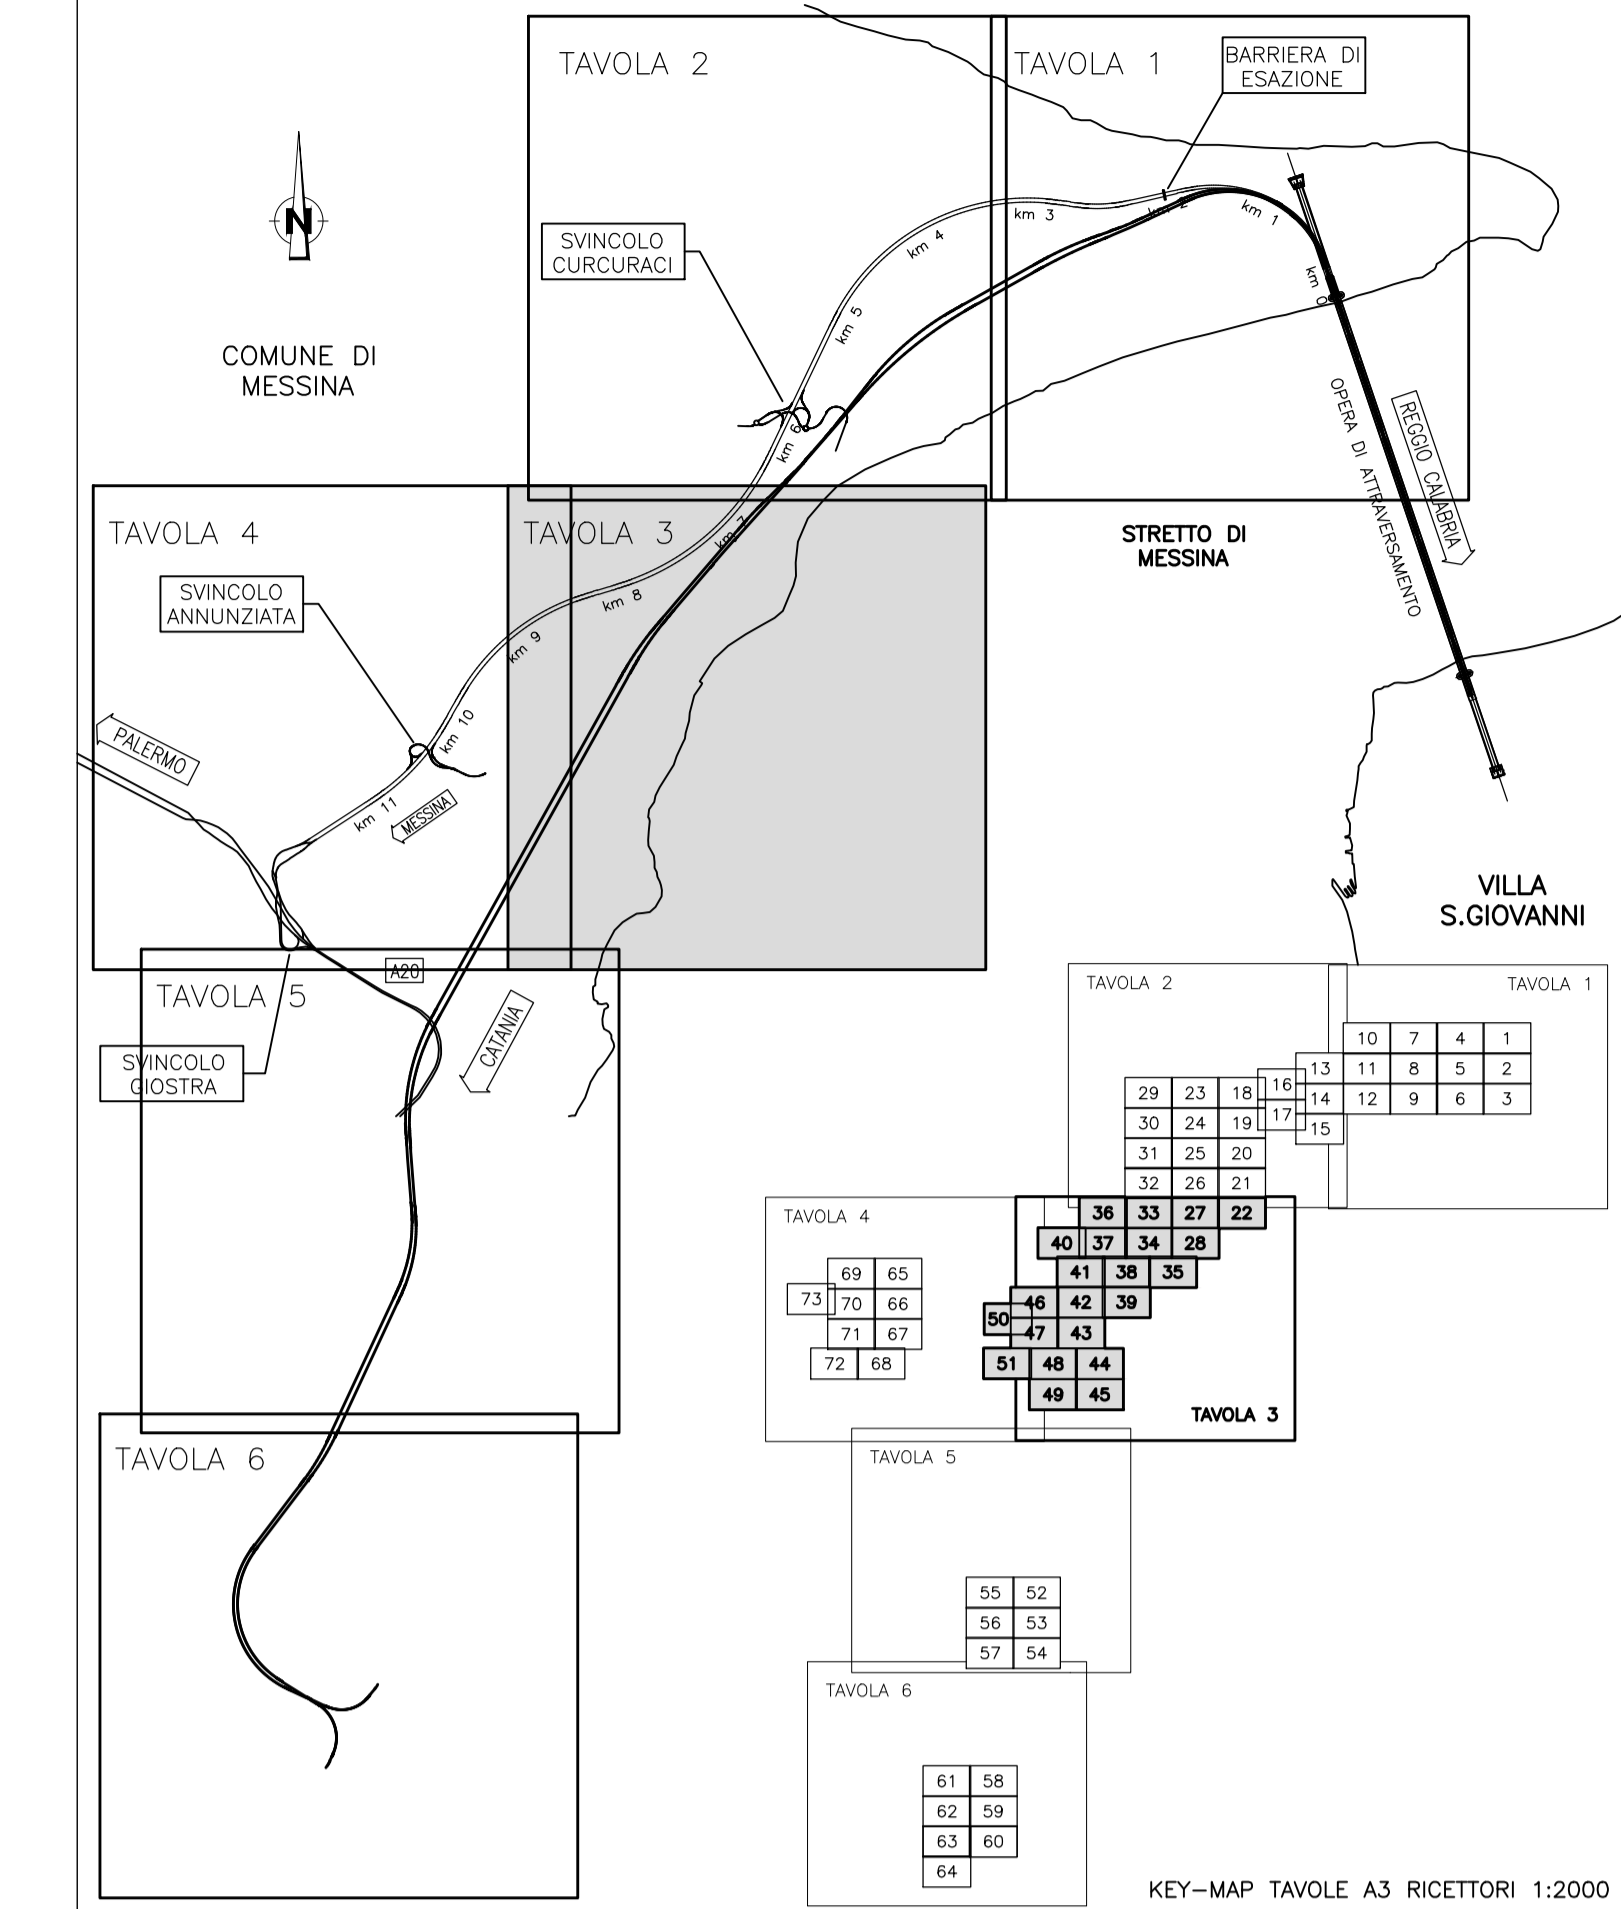 TAVOLA 2
TAVOLA 1
BARRIERA DI
ESAZIONE
N
SVINCOLO
CURCURACI
COMUNE DI
MESSINA
km 0
km 1
km 2
km 3
km 4
km 5
km 6
km 7
km 8
km 9
km 10
km 11
OPERA DI ATTRAVERSAMENTO
REGGIO CALABRIA
TAVOLA 4
TAVOLA 3
STRETTO DI
MESSINA
SVINCOLO
ANNUNZIATA
PALERMO
MESSINA
VILLA
S.GIOVANNI
A20
TAVOLA 5
CATANIA
SVINCOLO
GIOSTRA
TAVOLA 6
TAVOLA 2
TAVOLA 1
10 7 4 1
13 11 8 5 2
16 14 12 9 6 3
17 15
29 23 18
30 24 19
31 25 20
32 26 21
TAVOLA 4
36 33 27 22
40 37 34 28
41 38 35
46 42 39
50 47 43
51 48 44
49 45
TAVOLA 3
69 65
73 70 66
71 67
72 68
TAVOLA 5
55 52
56 53
57 54
TAVOLA 6
61 58
62 59
63 60
64
KEY-MAP TAVOLE A3 RICETTORI 1:2000